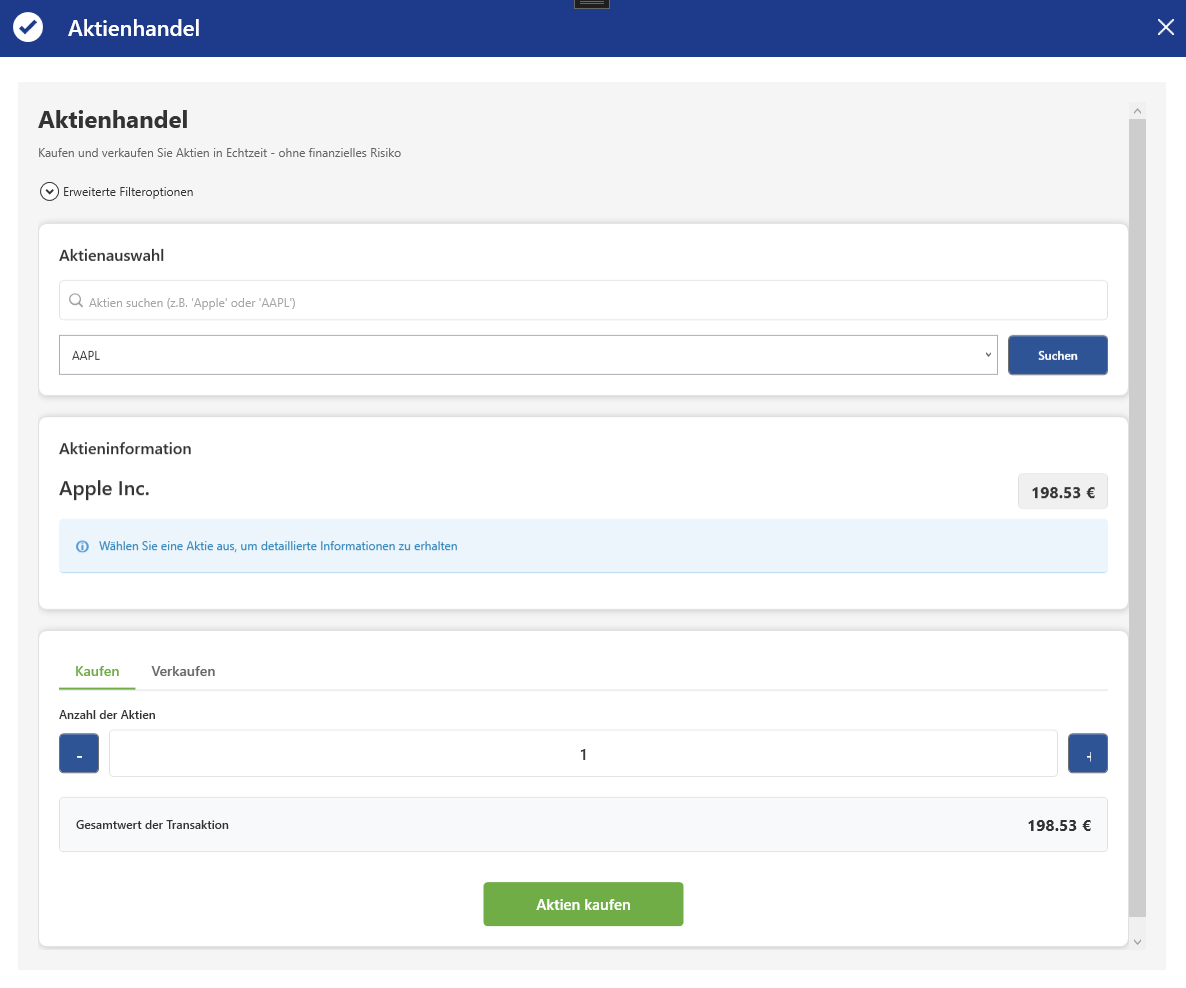 Aktienhandel
Aktienhandel
Kaufen und verkaufen Sie Aktien in Echtzeit - ohne finanzielles Risiko
Erweiterte Filteroptionen
Aktienauswahl
Aktien suchen (z.B. 'Apple' oder 'AAPL')
AAPL
Suchen
Aktieninformation
Apple Inc.
198.53 €
Wählen Sie eine Aktie aus, um detaillierte Informationen zu erhalten
Kaufen Verkaufen
Anzahl der Aktien
- 1 +
Gesamtwert der Transaktion 198.53 €
Aktien kaufen